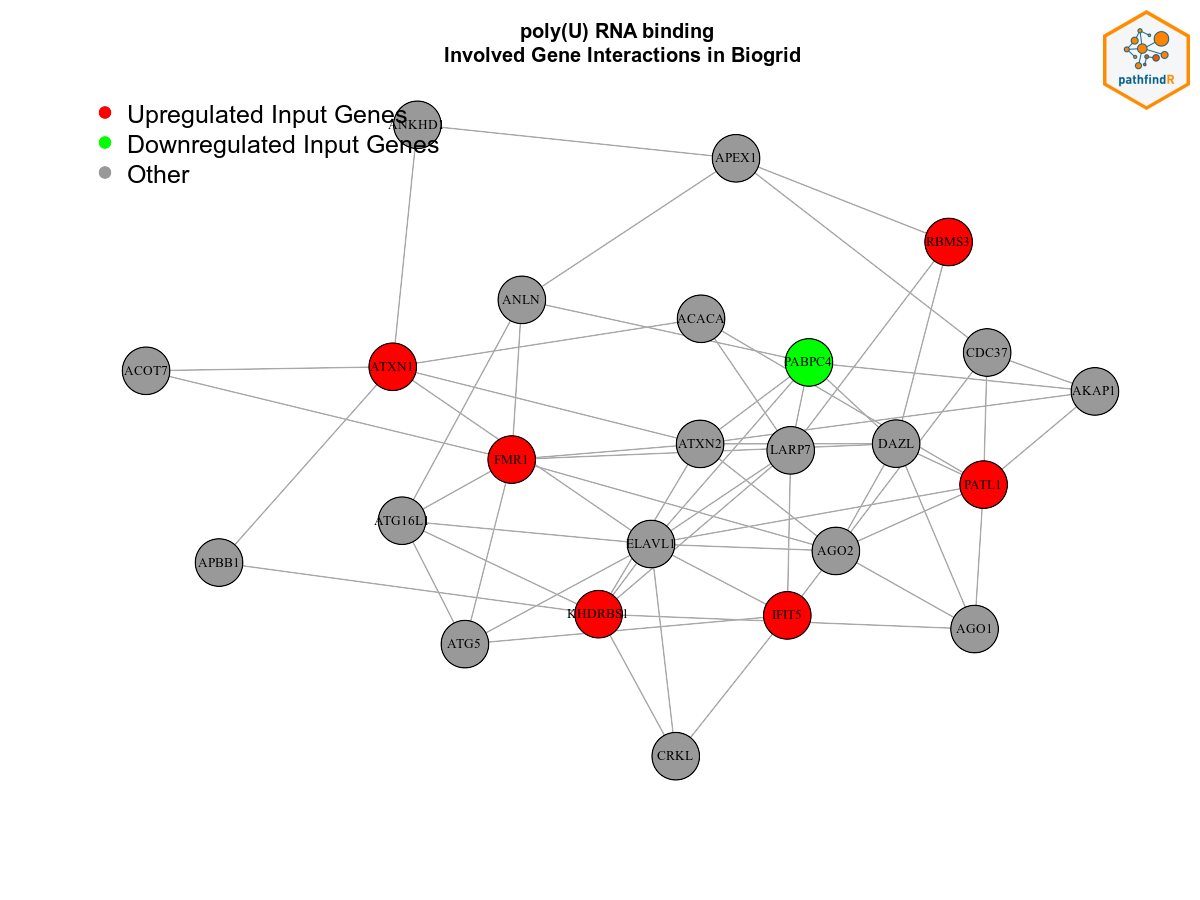 poly(U) RNA binding
Involved Gene Interactions in Biogrid
pathfindR
Upregulated Input Genes
Downregulated Input Genes
Other
ANKHD1
APEX1
RBMS3
ANLN
ACACA
CDC37
PABPC4
ACOT7
ATXN1
AKAP1
ATXN2
LARP7
DAZL
FMR1
PATL1
ATG16L1
ELAVL1
AGO2
APBB1
KHDRBS1
IFIT5
AGO1
ATG5
CRKL